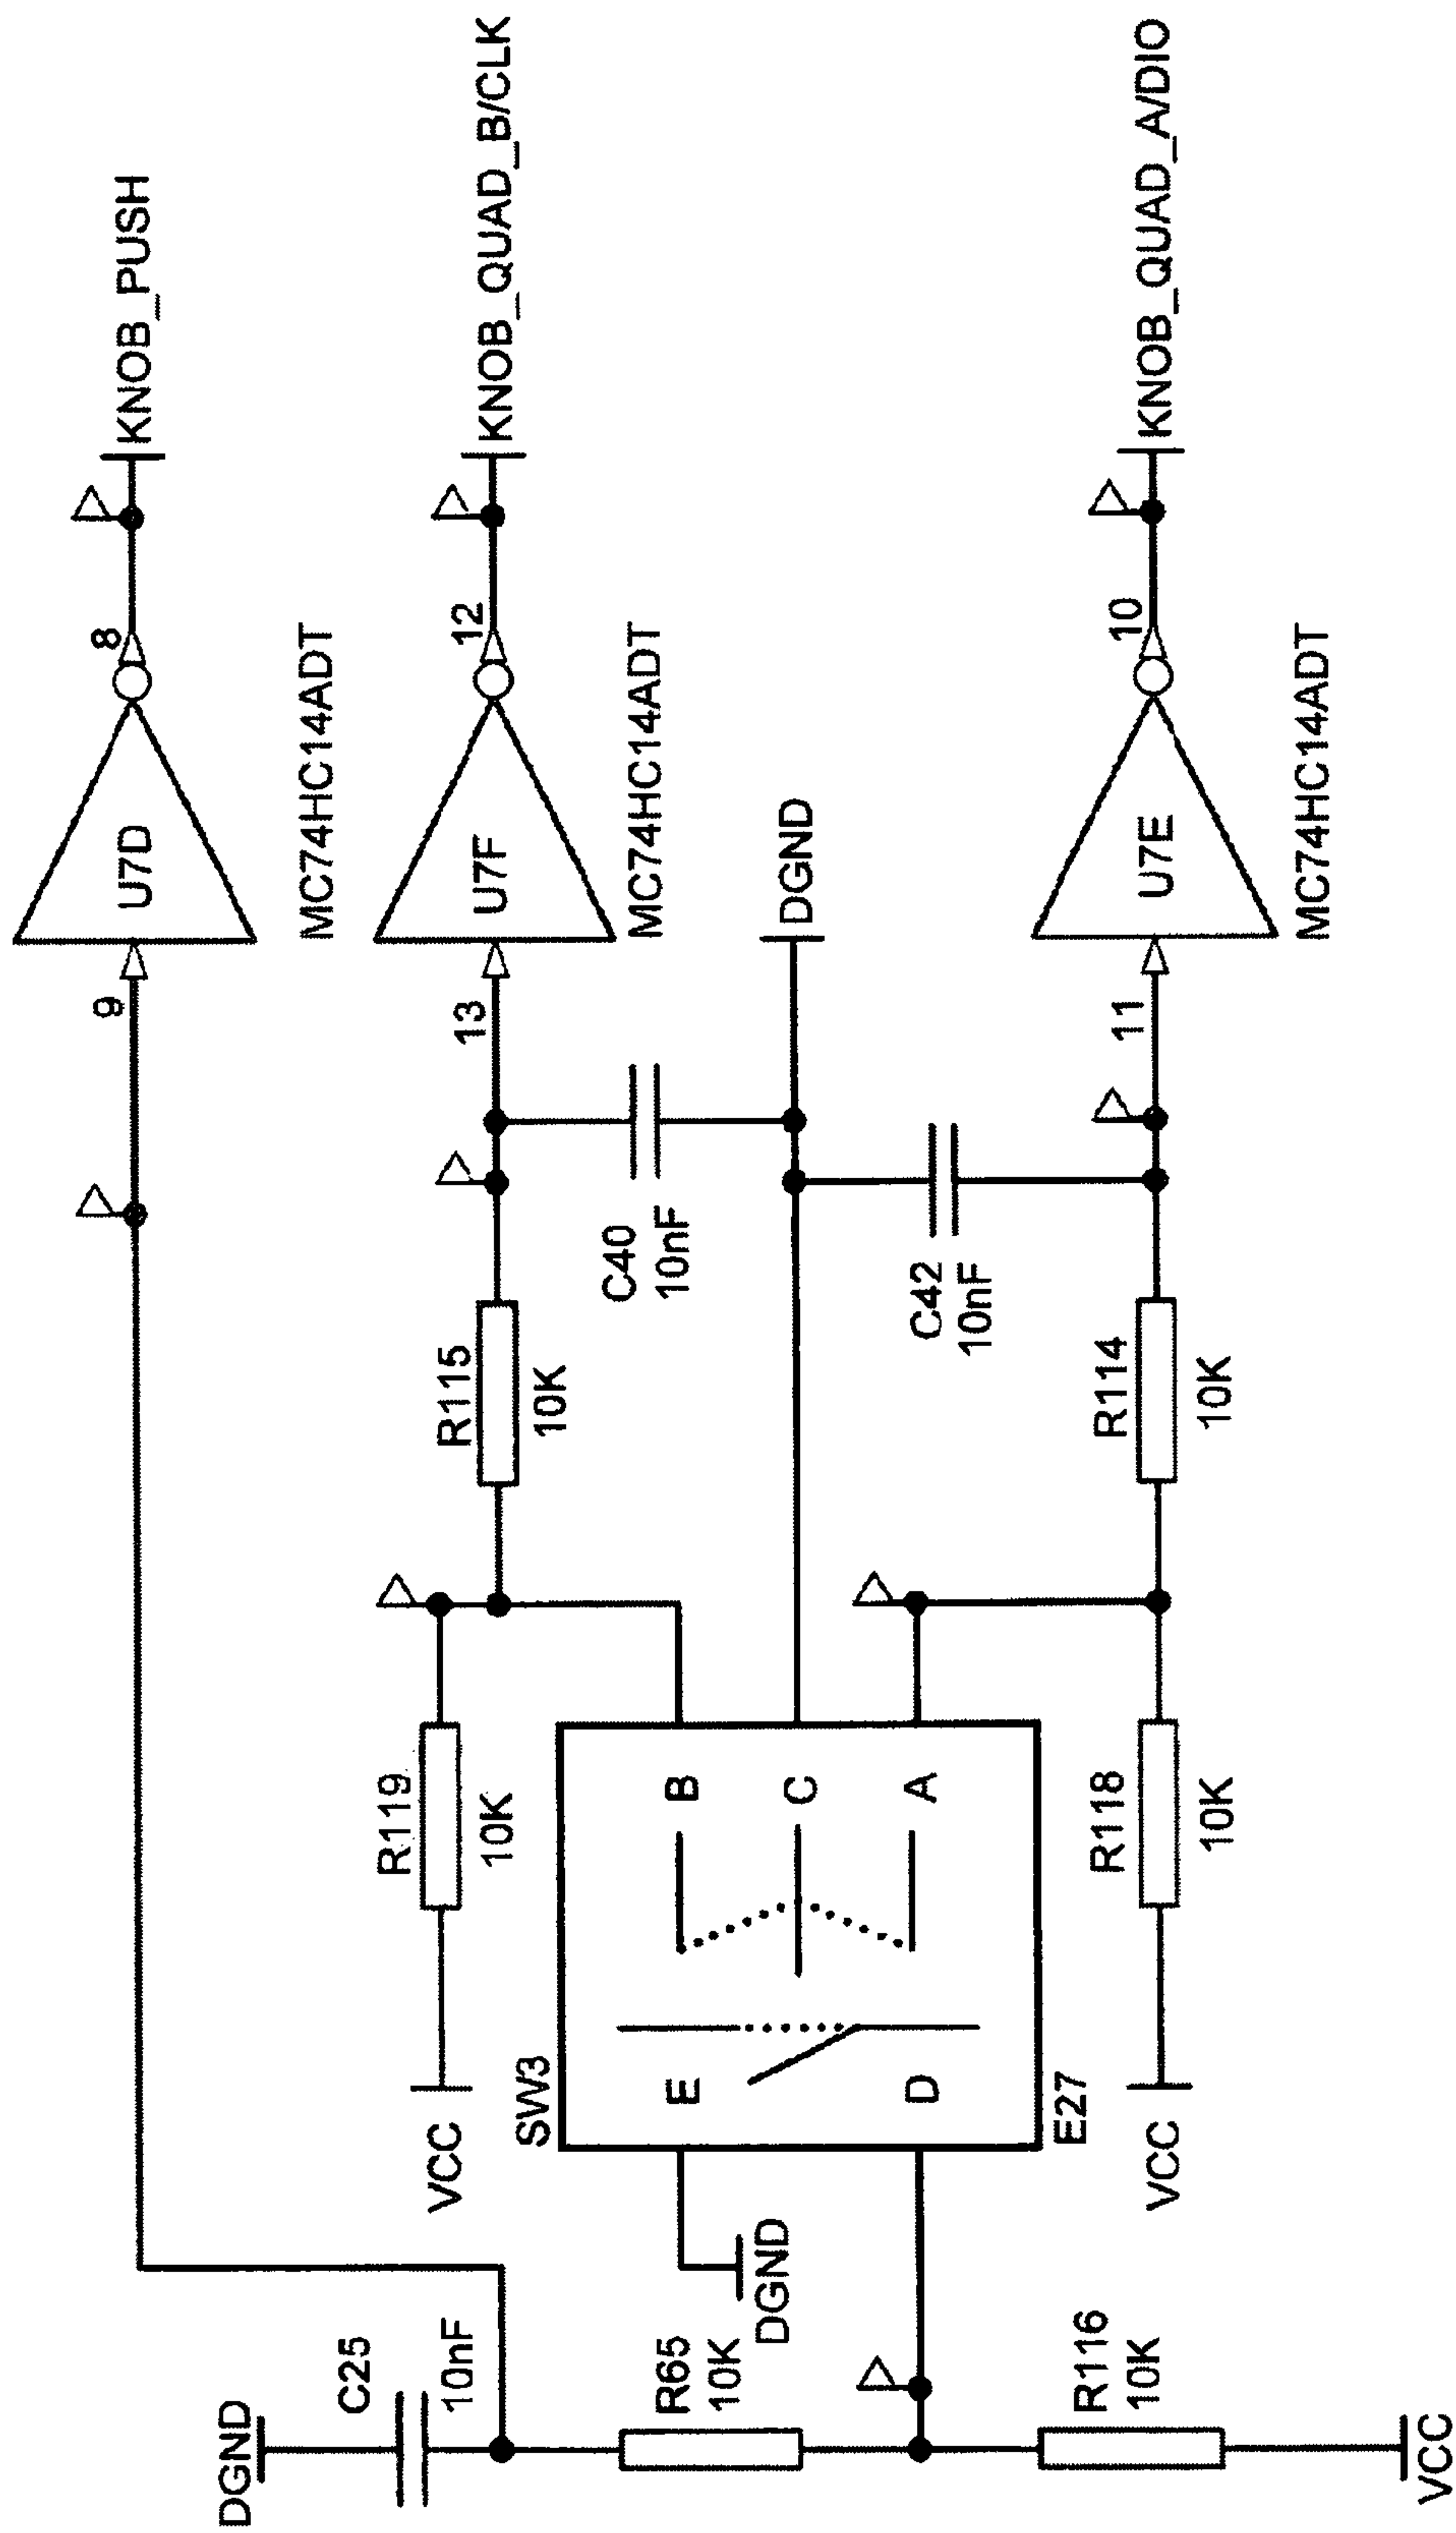 KNOB_PUSH
8
U7D
9
MC74HC14ADT
KNOB_QUAD_B/CLK
12
U7F
13
MC74HC14ADT
DGND
KNOB_QUAD_A/DIO
10
U7E
11
MC74HC14ADT
R115
10K
C40
10nF
C42
10nF
R114
10K
R119
10K
VCC
SW3
B
C
A
E
D
E27
R118
10K
VCC
DGND
DGND
C25
10nF
R65
10K
R116
10K
VCC